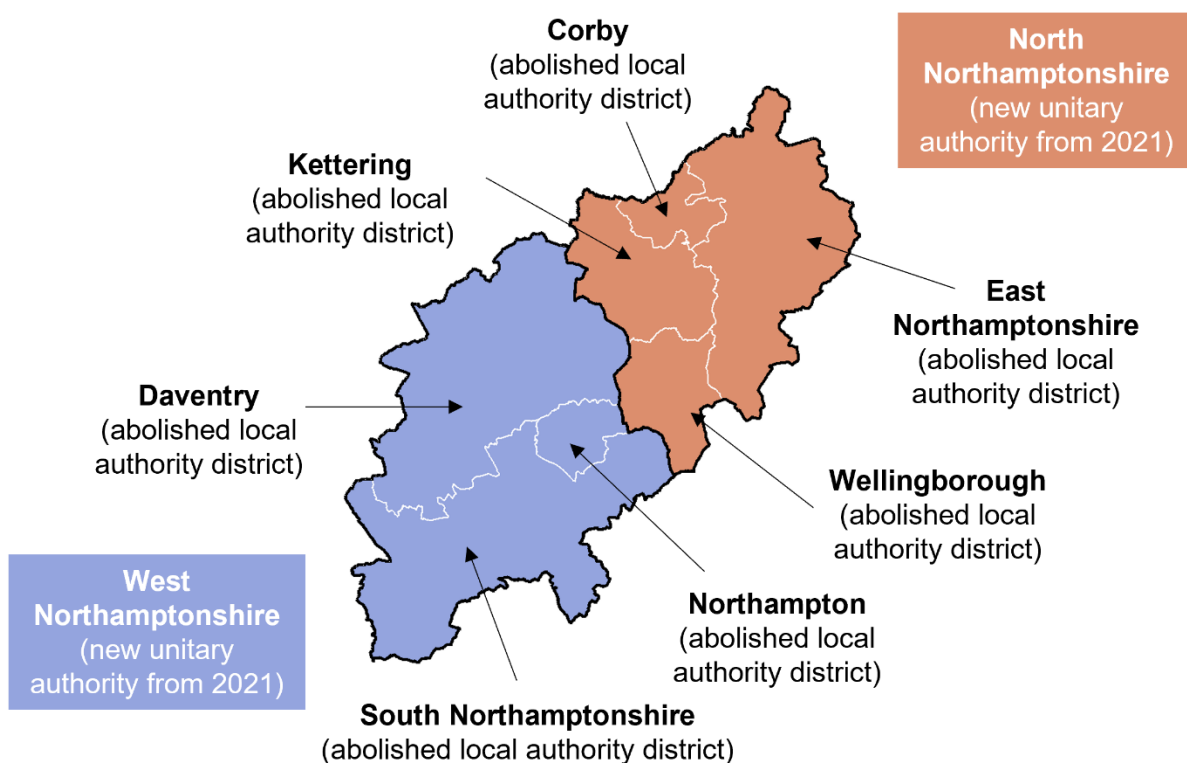 Corby
(abolished local
authority district)
North
Northamptonshire
(new unitary
authority from 2021)
Kettering
(abolished local
authority district)
East
Northamptonshire
(abolished local
authority district)
Daventry
(abolished local
authority district)
Wellingborough
(abolished local
authority district)
West
Northamptonshire
(new unitary
authority from 2021)
Northampton
(abolished local
authority district)
South Northamptonshire
(abolished local authority district)